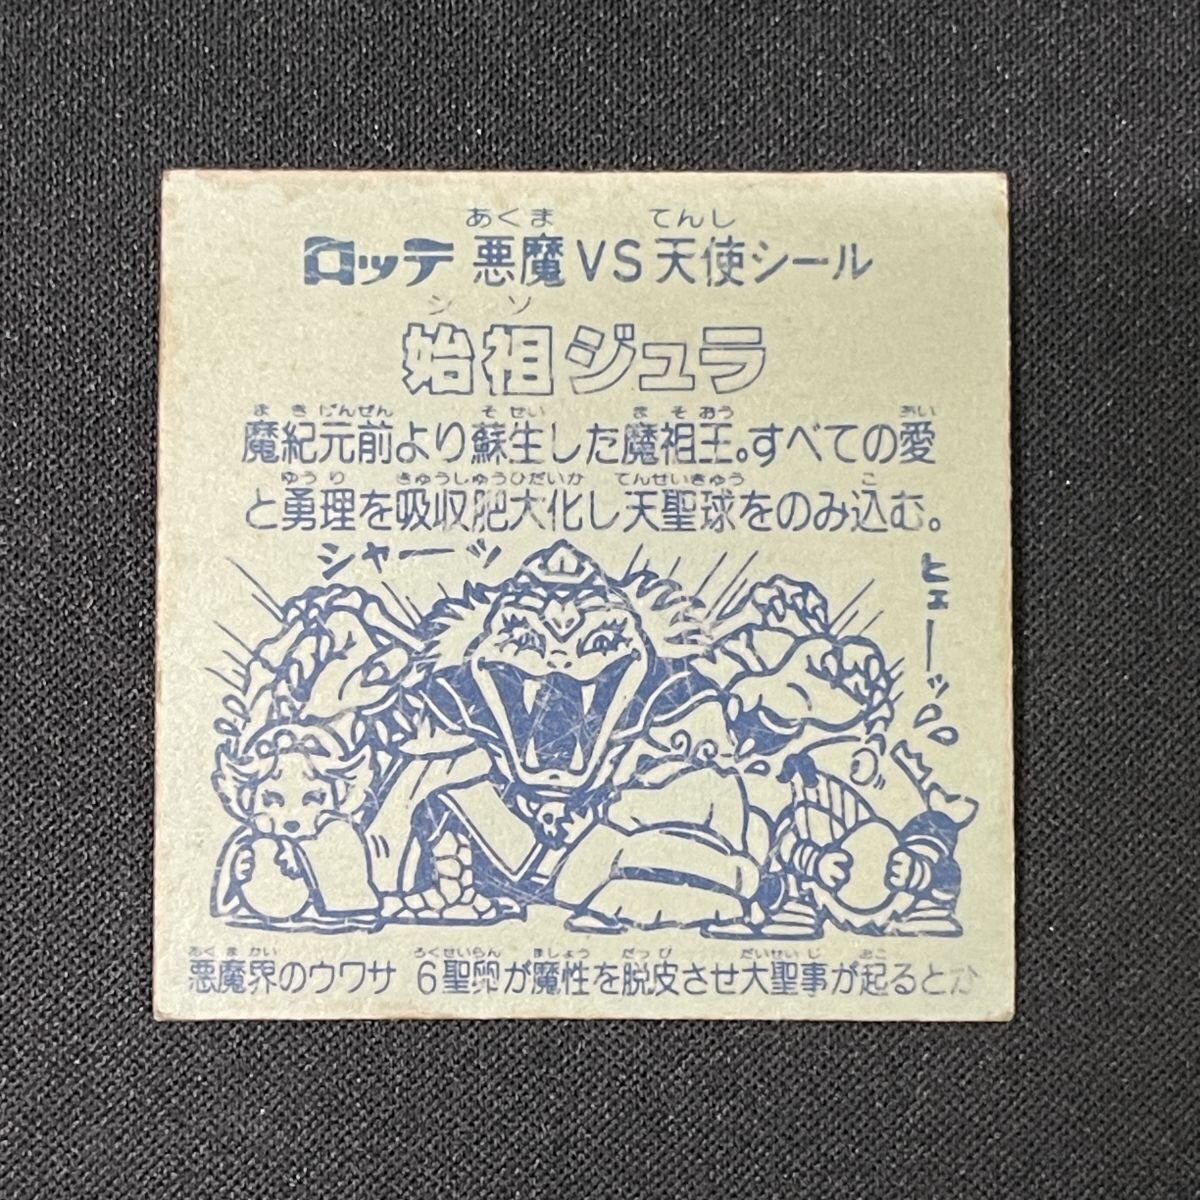 あくま てんし
ロッテ 悪魔VS天使シール
シソ
始祖ジュラ
まきげんぜん そせい まそおう あい
魔紀元前より蘇生した魔祖王。すべての愛
ゆうり きゅうしゅうひだいか てんせいきゅう こ
と勇理を吸収肥大化し天聖球をのみ込む。
シャーッ
ヒェーッ
あくまかい ろくせいらん ましょう だっぴ だいせいじ おこ
悪魔界のウワサ 6聖卵が魔性を脱皮させ大聖事が起るとか